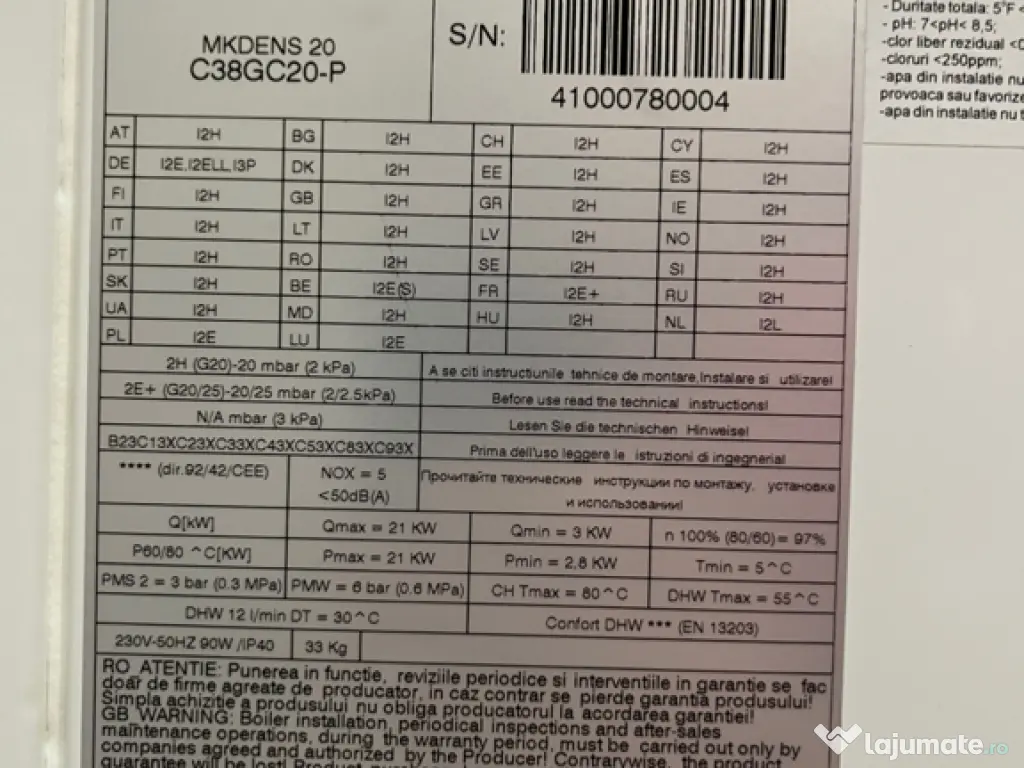 MKDENS 20
C38GC20-P
S/N:
41000780004
- Duritate totala: 5°F <
- pH: 7<pH< 8,5;
-clor liber rezidual <0
-cloruri <250ppm;
-apa din instalatie nu
provoaca sau favorize
-apa din instalatie nu t
AT I2H BG I2H CH I2H CY I2H
DE I2E,I2ELL,I3P DK I2H EE I2H ES I2H
FI I2H GB I2H GR I2H IE I2H
IT I2H LT I2H LV I2H NO I2H
PT I2H RO I2H SE I2H SI I2H
SK I2H BE I2E(S) FR I2E+ RU I2H
UA I2H MD I2H HU I2H NL I2L
PL I2E LU I2E
2H (G20)-20 mbar (2 kPa)
2E+ (G20/25)-20/25 mbar (2/2.5kPa)
N/A mbar (3 kPa)
B23C13XC23XC33XC43XC53XC83XC93X
A se citi instructiunile tehnice de montare,instalare si utilizare!
Before use read the technical instructions!
Lesen Sie die technischen Hinweise!
Prima dell'uso leggere le istruzioni di ingegneria!
**** (dir.92/42/CEE)
NOX = 5
<50dB(A)
Прочитайте технические инструкции по монтажу, установке
и использовании!
Q[kW] Qmax = 21 KW Qmin = 3 KW n 100% (80/60)= 97%
P60/80 ^C[KW] Pmax = 21 KW Pmin = 2,8 KW Tmin = 5^C
PMS 2 = 3 bar (0.3 MPa) PMW = 6 bar (0.6 MPa) CH Tmax = 80^C DHW Tmax = 55^C
DHW 12 l/min DT = 30^C Confort DHW *** (EN 13203)
230V-50HZ 90W /IP40 33 Kg
RO ATENTIE: Punerea in functie, reviziile periodice si interventiile in garantie se fac
doar de firme agreate de producator, in caz contrar se pierde garantia produsului!
Simpla achizitie a produsului nu obliga producatorul la acordarea garantiei!
GB WARNING: Boiler installation, periodical inspections and after-sales
maintenance operations, during the warranty period, must be carried out only by
companies agreed and authorized by the Producer! Contrarywise, the product
guarantee will be lost! Product
lajumate.ro